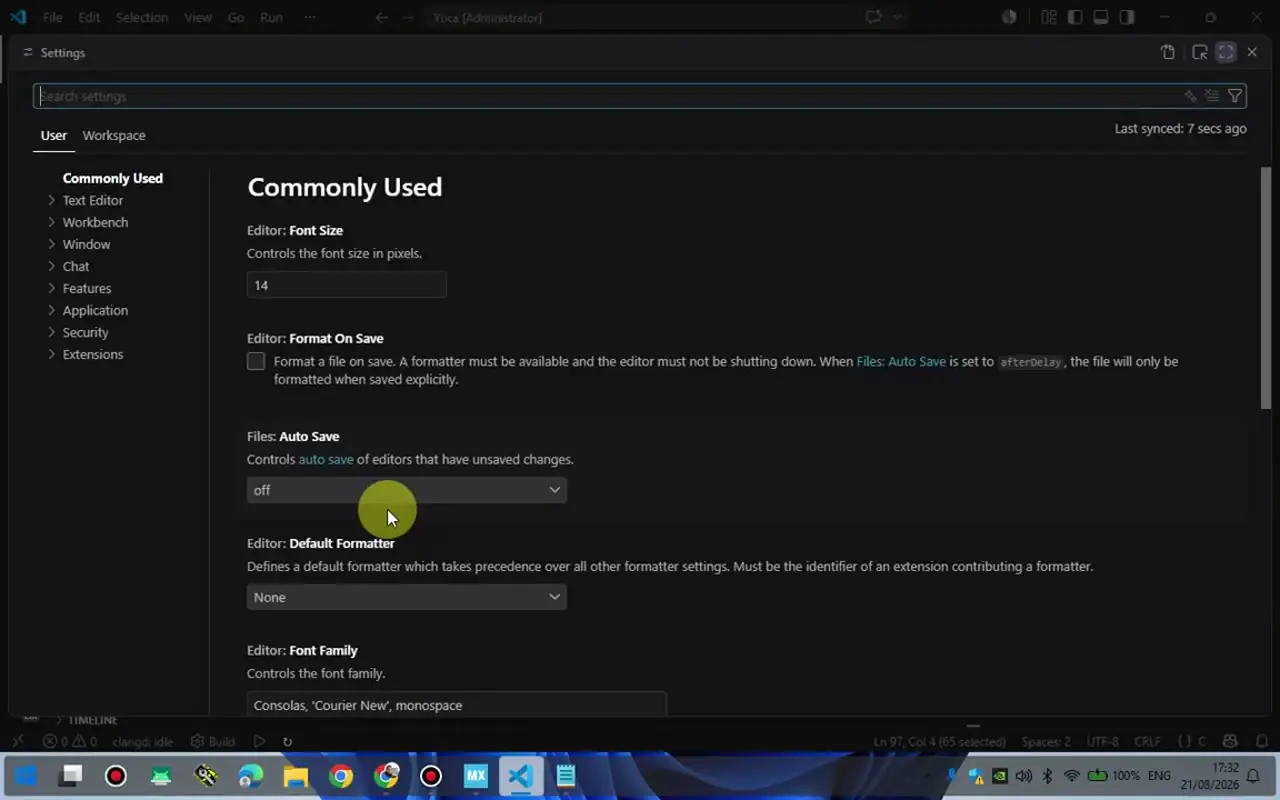 File Edit Selection View Go Run ··· Yuca [Administrator]
Settings
Search settings
User Workspace
Last synced: 7 secs ago
Commonly Used
Text Editor
Workbench
Window
Chat
Features
Application
Security
Extensions
Commonly Used
Editor: Font Size
Controls the font size in pixels.
14
Editor: Format On Save
Format a file on save. A formatter must be available and the editor must not be shutting down. When Files: Auto Save is set to afterDelay, the file will only be
formatted when saved explicitly.
Files: Auto Save
Controls auto save of editors that have unsaved changes.
off
Editor: Default Formatter
Defines a default formatter which takes precedence over all other formatter settings. Must be the identifier of an extension contributing a formatter.
None
Editor: Font Family
Controls the font family.
Consolas, 'Courier New', monospace
TIMELINE
0 0 clangd: idle Build Ln 97, Col 4 (65 selected) Spaces: 2 UTF-8 CRLF {} C
MX 100% ENG 17:32
21/08/2026